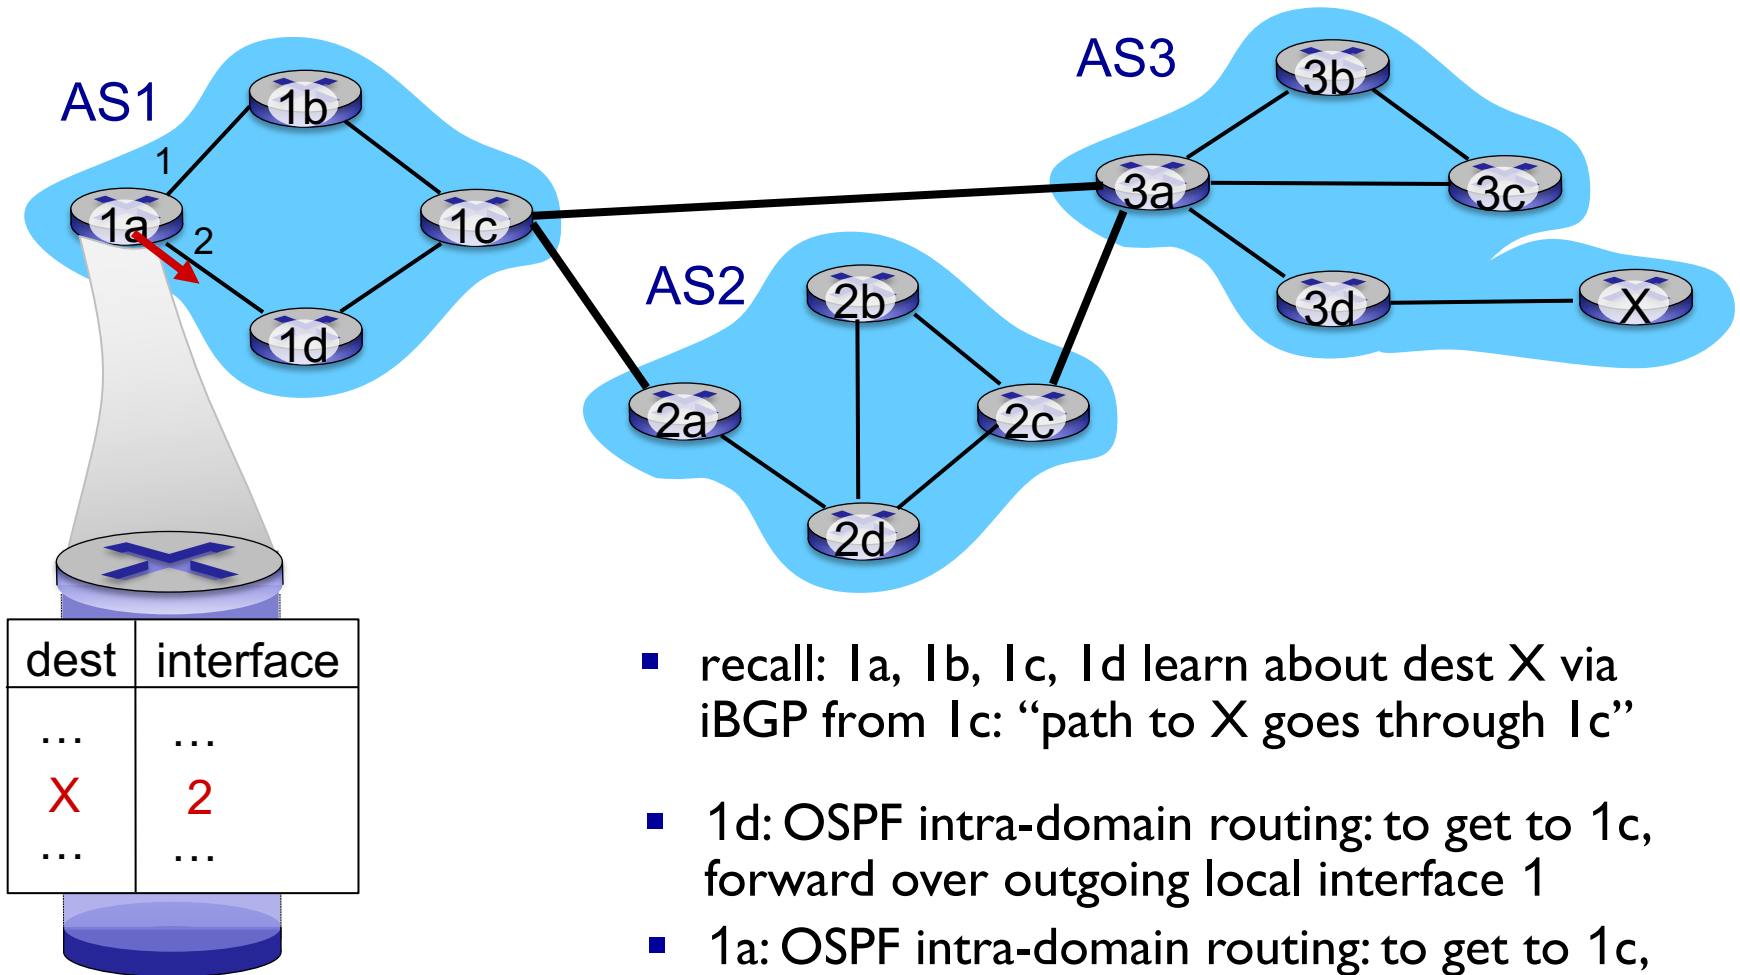 AS1
1b
1
1a
2
1c
1d
AS3
3b
3a
3c
3d
X
AS2
2b
2a
2c
2d
dest interface
… …
X 2
… …
recall: 1a, 1b, 1c, 1d learn about dest X via
iBGP from 1c: “path to X goes through 1c”
1d: OSPF intra-domain routing: to get to 1c,
forward over outgoing local interface 1
1a: OSPF intra-domain routing: to get to 1c,